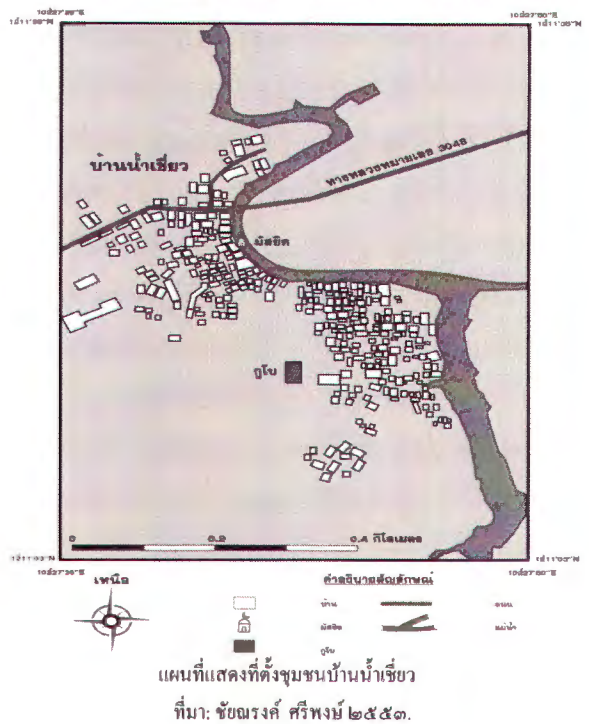 บ้านน้ำเชี่ยว
ทางหลวงหมายเลข 3048
มัสยิด
กูโบ
0 0.2 0.4 กิโลเมตร
เหนือ
คำอธิบายสัญลักษณ์
บ้าน
ถนน
มัสยิด
แม่น้ำ
กูโบ
แผนที่แสดงที่ตั้งชุมชนบ้านน้ำเชี่ยว
ที่มา: ชัยณรงค์ ศรีพงษ์ ๒๕๕๓.